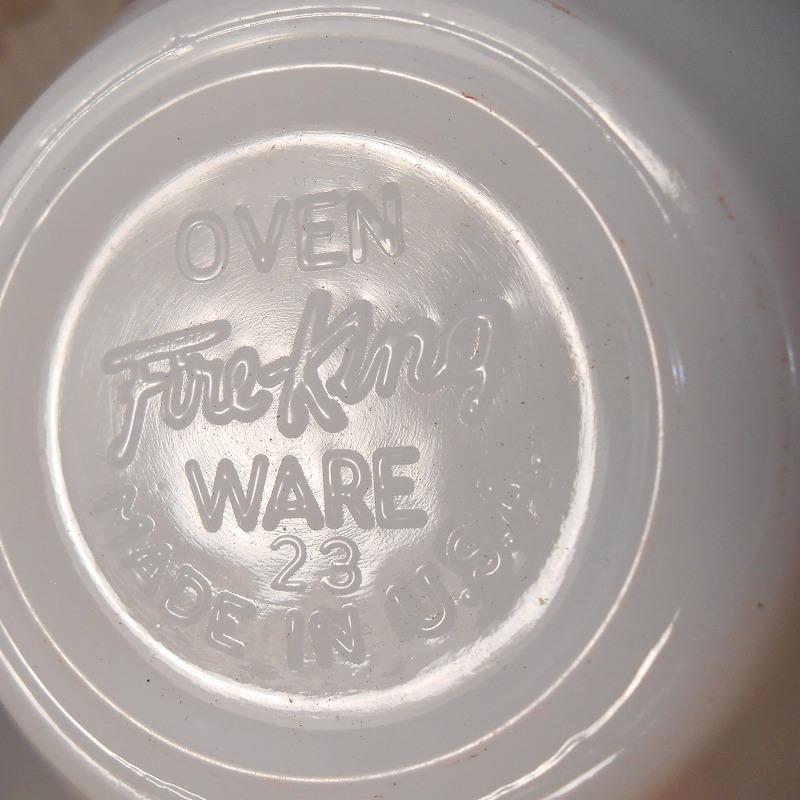 OVEN
Fire-King
WARE
23
MADE IN U.S.A.